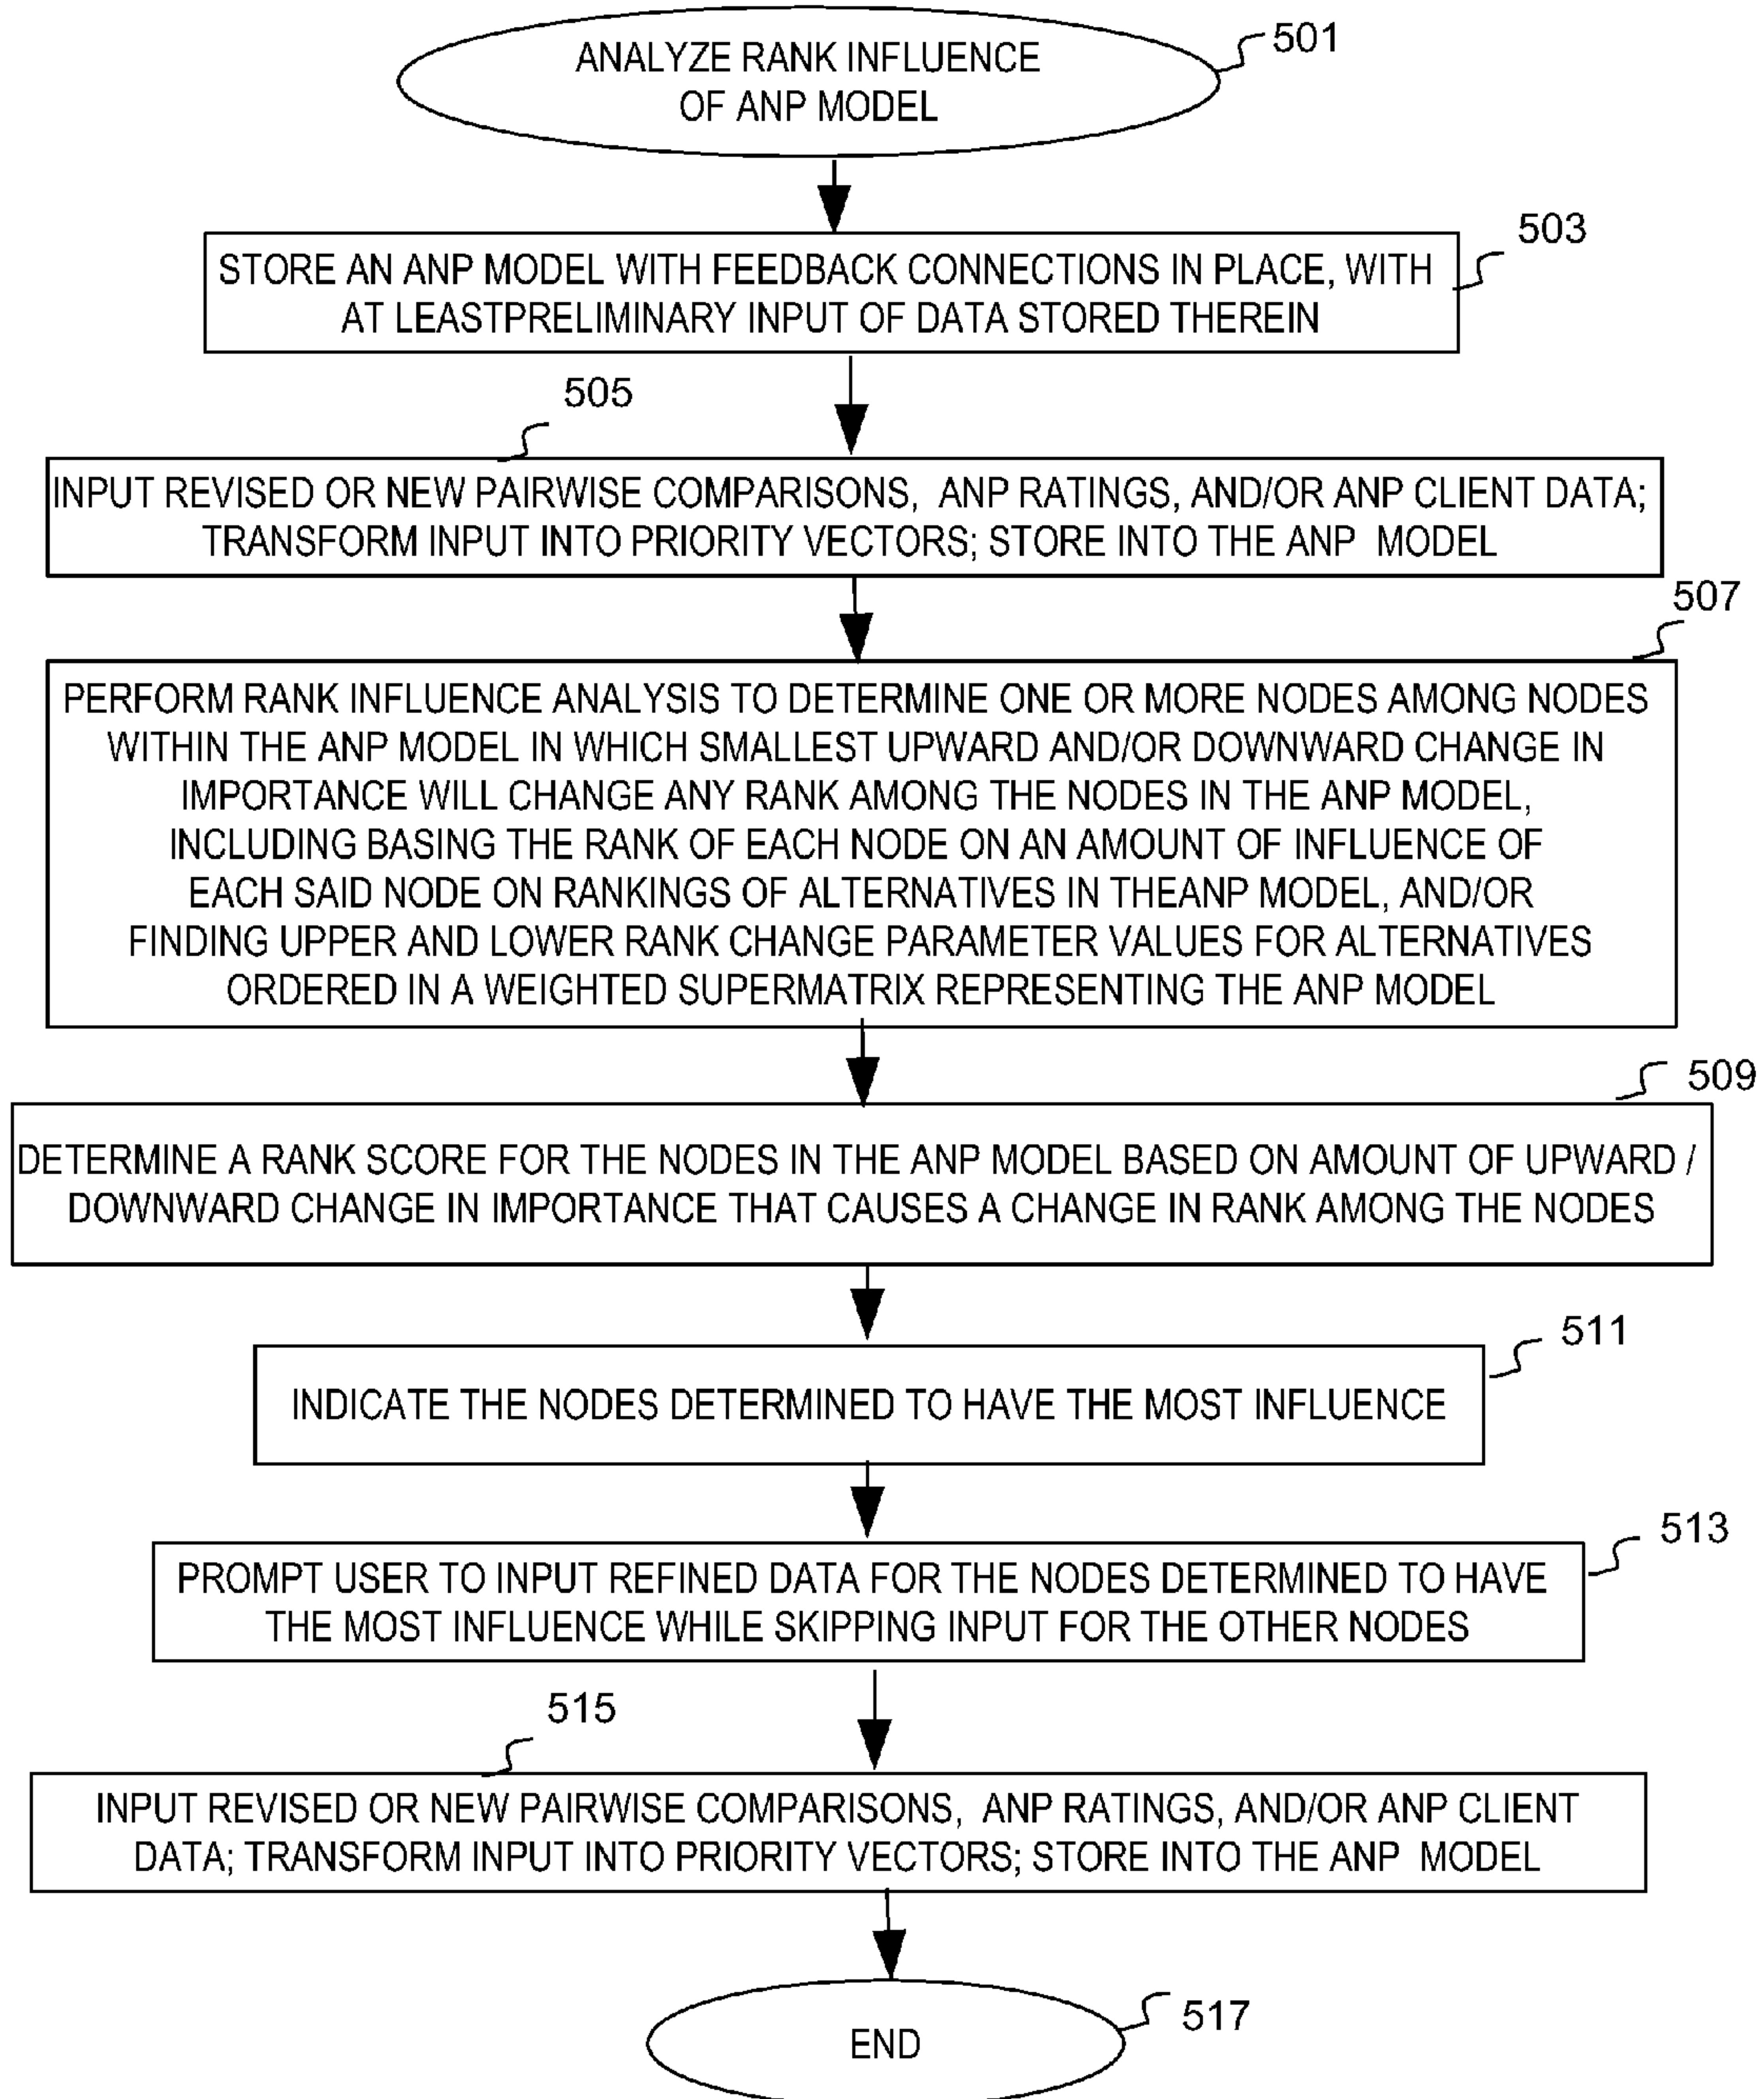 ANALYZE RANK INFLUENCE
OF ANP MODEL
501
503
STORE AN ANP MODEL WITH FEEDBACK CONNECTIONS IN PLACE, WITH
AT LEASTPRELIMINARY INPUT OF DATA STORED THEREIN
505
INPUT REVISED OR NEW PAIRWISE COMPARISONS, ANP RATINGS, AND/OR ANP CLIENT DATA;
TRANSFORM INPUT INTO PRIORITY VECTORS; STORE INTO THE ANP MODEL
507
PERFORM RANK INFLUENCE ANALYSIS TO DETERMINE ONE OR MORE NODES AMONG NODES
WITHIN THE ANP MODEL IN WHICH SMALLEST UPWARD AND/OR DOWNWARD CHANGE IN
IMPORTANCE WILL CHANGE ANY RANK AMONG THE NODES IN THE ANP MODEL,
INCLUDING BASING THE RANK OF EACH NODE ON AN AMOUNT OF INFLUENCE OF
EACH SAID NODE ON RANKINGS OF ALTERNATIVES IN THEANP MODEL, AND/OR
FINDING UPPER AND LOWER RANK CHANGE PARAMETER VALUES FOR ALTERNATIVES
ORDERED IN A WEIGHTED SUPERMATRIX REPRESENTING THE ANP MODEL
509
DETERMINE A RANK SCORE FOR THE NODES IN THE ANP MODEL BASED ON AMOUNT OF UPWARD /
DOWNWARD CHANGE IN IMPORTANCE THAT CAUSES A CHANGE IN RANK AMONG THE NODES
511
INDICATE THE NODES DETERMINED TO HAVE THE MOST INFLUENCE
513
PROMPT USER TO INPUT REFINED DATA FOR THE NODES DETERMINED TO HAVE
THE MOST INFLUENCE WHILE SKIPPING INPUT FOR THE OTHER NODES
515
INPUT REVISED OR NEW PAIRWISE COMPARISONS, ANP RATINGS, AND/OR ANP CLIENT
DATA; TRANSFORM INPUT INTO PRIORITY VECTORS; STORE INTO THE ANP MODEL
END
517